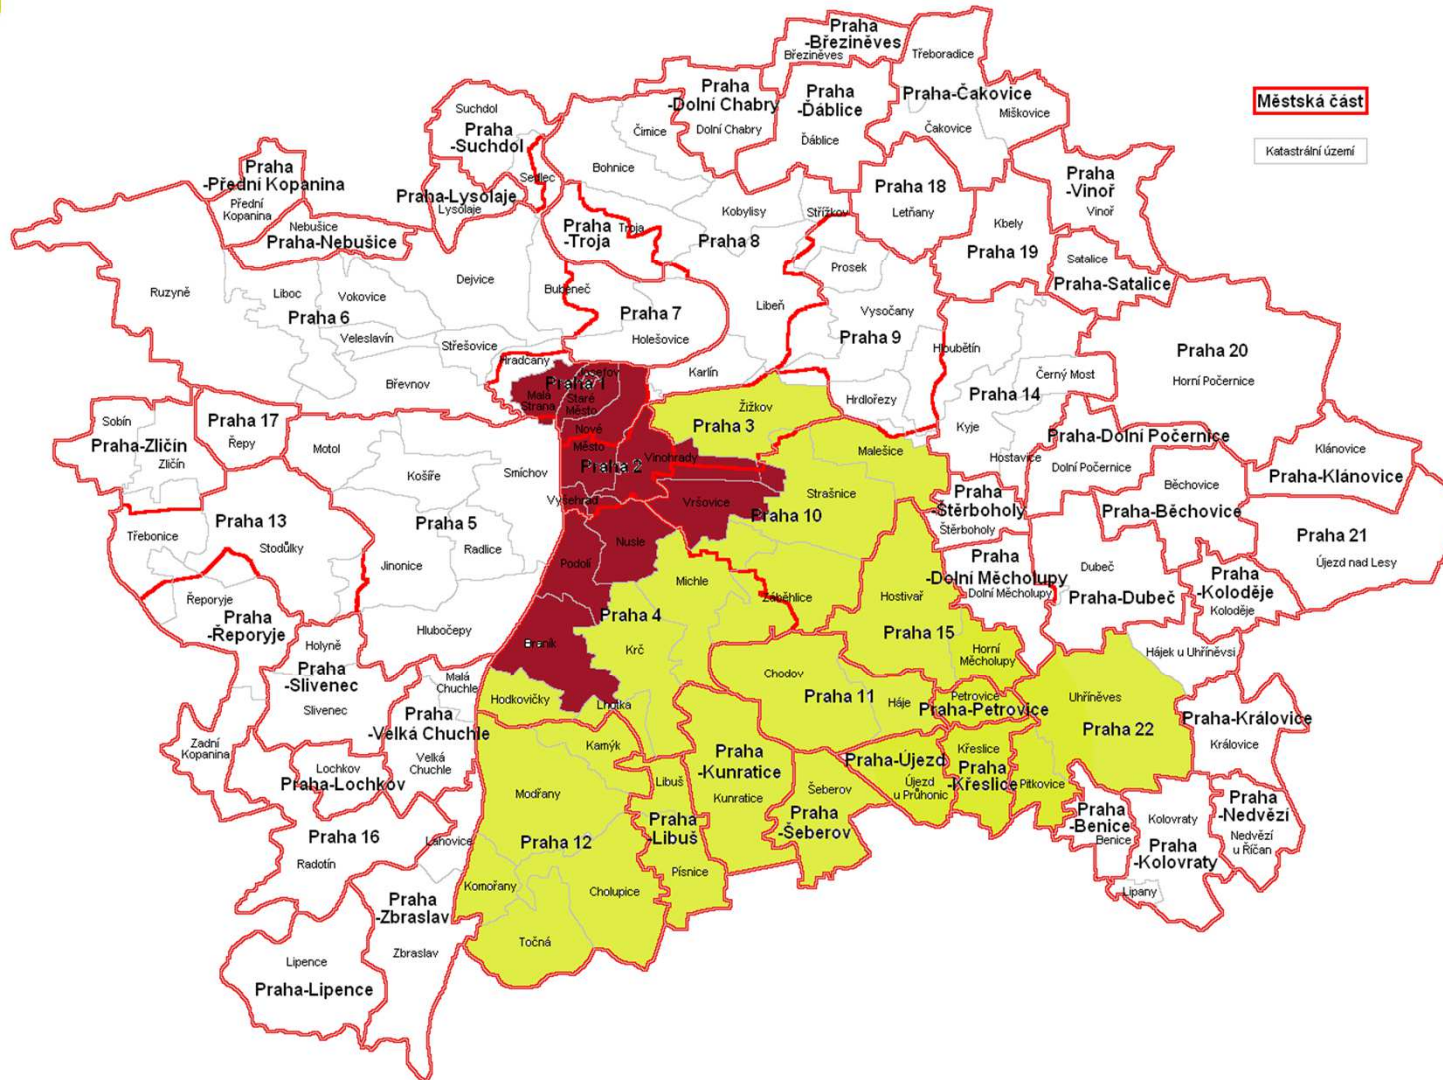 Praha
-Březiněves
Březiněves
Třeboradice
Praha
-Dolní Chabry
Dolní Chabry
Praha
-Ďáblice
Ďáblice
Praha-Čakovice
Miškovice
Čakovice
Městská část
Katastrální území
Suchdol
Praha
-Suchdol
Sedlec
Čimice
Bohnice
Praha
-Přední Kopanina
Přední
Kopanina
Praha-Lysolaje
Lysolaje
Nebušice
Praha-Nebušice
Praha
-Troja
Troja
Kobylisy
Střížkov
Praha 8
Praha 18
Letňany
Praha
-Vinoř
Vinoř
Kbely
Praha 19
Satalice
Praha-Satalice
Ruzyně
Liboc
Vokovice
Dejvice
Praha 6
Veleslavín
Střešovice
Břevnov
Bubeneč
Praha 7
Holešovice
Libeň
Prosek
Vysočany
Praha 9
Hloubětín
Hrdlořezy
Karlín
Praha 20
Horní Počernice
Černý Most
Praha 14
Kyje
Hostavice
Hradčany
Josefov
Praha 1
Malá
Strana
Staré
Město
Nové
Město
Praha 2
Vinohrady
Vyšehrad
Vršovice
Žižkov
Praha 3
Malešice
Strašnice
Praha 10
Sobín
Praha-Zličín
Zličín
Praha 17
Řepy
Motol
Košíře
Smíchov
Praha 5
Radlice
Jinonice
Hlubočepy
Praha 13
Třebonice
Stodůlky
Řeporyje
Praha
-Řeporyje
Praha-Dolní Počernice
Dolní Počernice
Klánovice
Praha-Klánovice
Běchovice
Praha-Běchovice
Praha 21
Újezd nad Lesy
Praha
-Štěrboholy
Štěrboholy
Praha
-Dolní Měcholupy
Dolní Měcholupy
Dubeč
Praha-Dubeč
Praha
-Koloděje
Koloděje
Nusle
Podolí
Michle
Praha 4
Krč
Braník
Záběhlice
Hostivař
Praha 15
Horní
Měcholupy
Hodkovičky
Lhotka
Chodov
Praha 11
Háje
Petrovice
Praha-Petrovice
Hájek u Uhříněvsi
Uhříněves
Praha 22
Pitkovice
Praha-Královice
Královice
Holyně
Praha
-Slivenec
Slivenec
Malá
Chuchle
Praha
-Velká Chuchle
Velká
Chuchle
Zadní
Kopanina
Lochkov
Praha-Lochkov
Praha 16
Radotín
Lahovice
Kamýk
Modřany
Praha 12
Komořany
Cholupice
Točná
Libuš
Praha
-Libuš
Písnice
Praha
-Kunratice
Kunratice
Šeberov
Praha
-Šeberov
Praha-Újezd
Újezd
u Průhonic
Křeslice
Praha
-Křeslice
Praha
-Benice
Benice
Kolovraty
Praha
-Kolovraty
Lipany
Praha
-Nedvězí
Nedvězí
u Říčan
Praha
-Zbraslav
Zbraslav
Lipence
Praha-Lipence